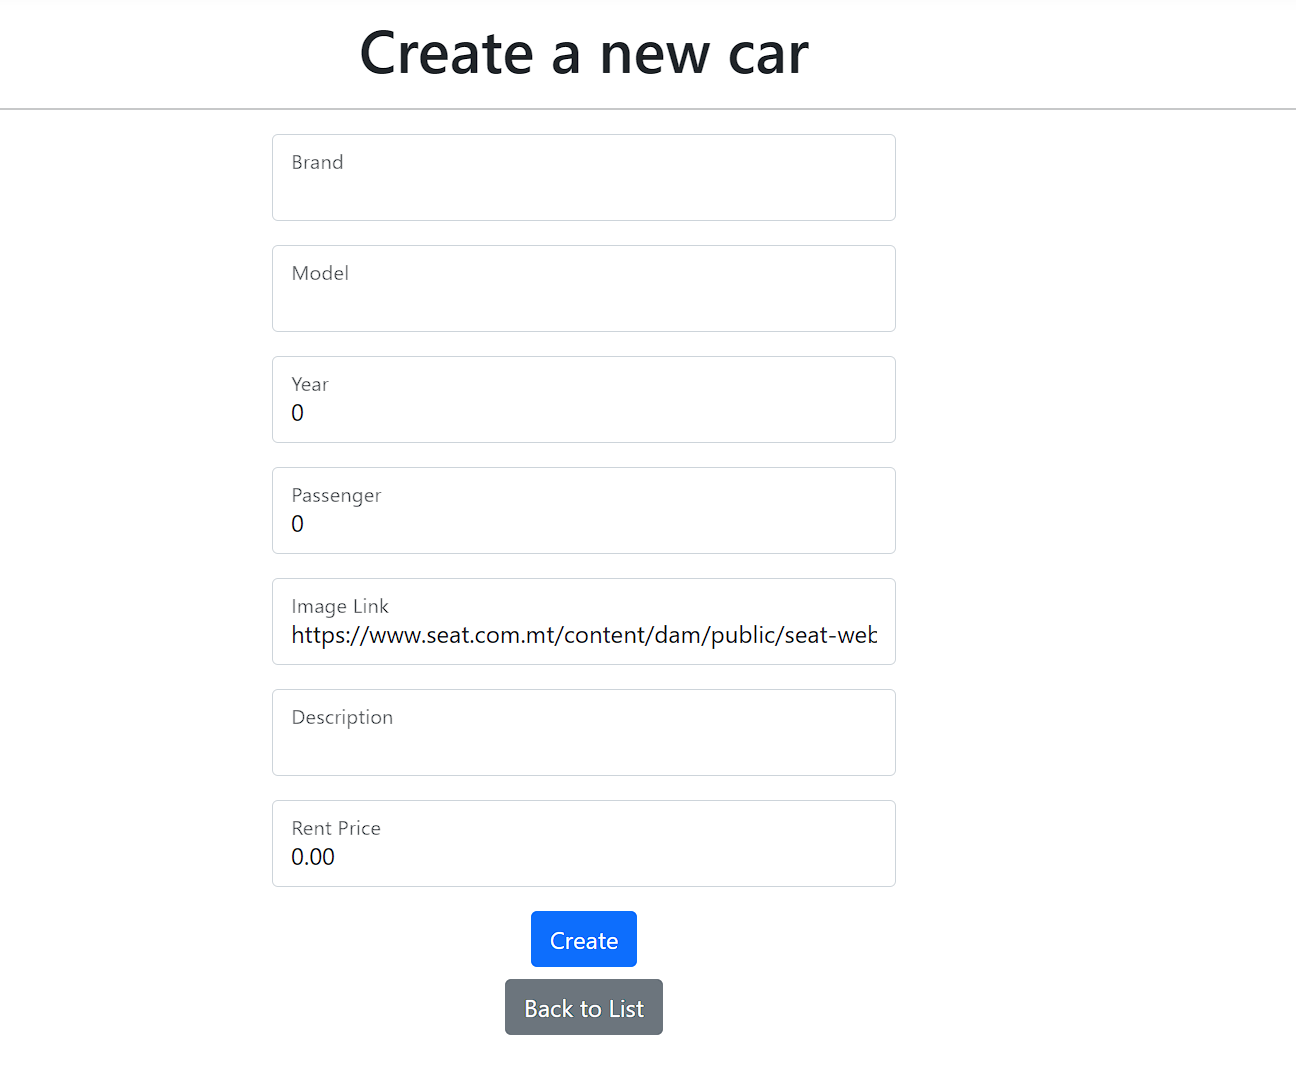 Create a new car
Brand
Model
Year
0
Passenger
0
Image Link
https://www.seat.com.mt/content/dam/public/seat-web
Description
Rent Price
0.00
Create
Back to List